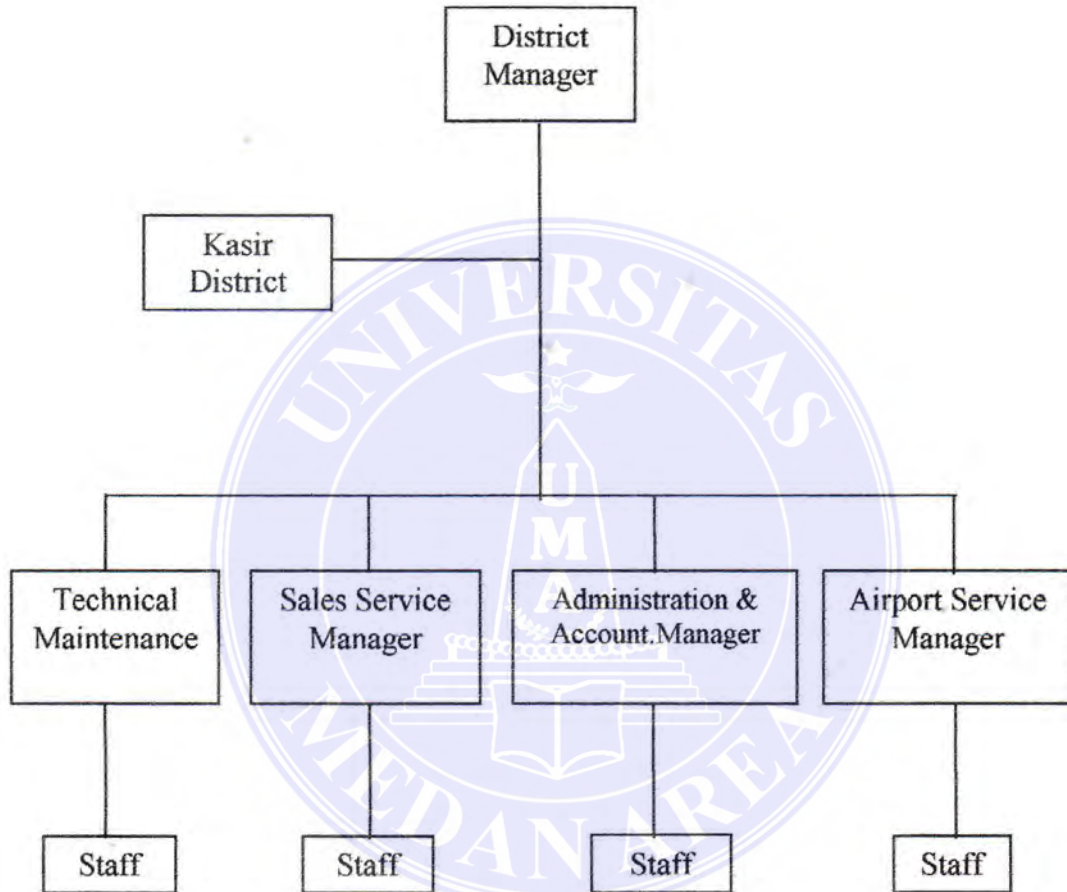 District
Manager
Kasir
District
UNIVERSITAS
UMA
Technical
Maintenance
Sales Service
Manager
Administration &
Account.Manager
Airport Service
Manager
MEDAN AREA
Staff
Staff
Staff
Staff